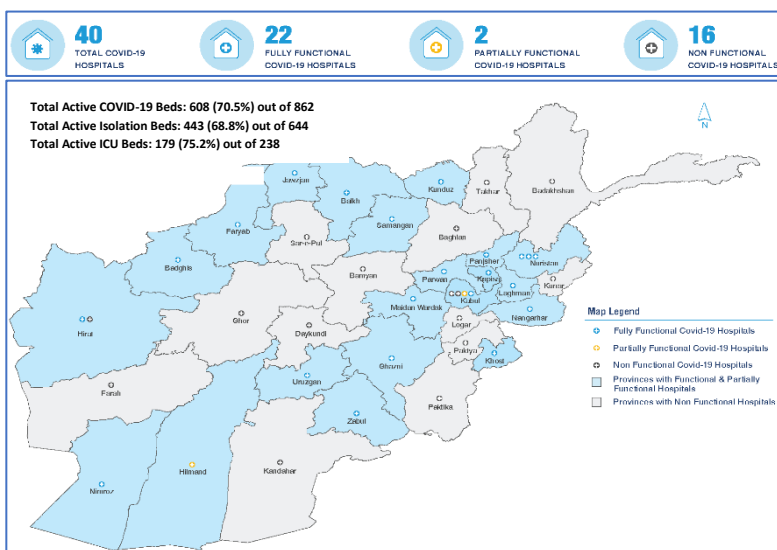 40
TOTAL COVID-19
HOSPITALS
22
FULLY FUNCTIONAL
COVID-19 HOSPITALS
2
PARTIALLY FUNCTIONAL
COVID-19 HOSPITALS
16
NON FUNCTIONAL
COVID-19 HOSPITALS
Total Active COVID-19 Beds: 608 (70.5%) out of 862
Total Active Isolation Beds: 443 (68.8%) out of 644
Total Active ICU Beds: 179 (75.2%) out of 238
N
Jawzjan
Balkh
Kunduz
Takhar
Badakhshan
Samangan
Faryab
Sar-e-Pul
Baghlan
Badghis
Panjsher
Nuristan
Bamyan
Parwan
Kapisa
Laghman
Kunar
Kabul
Maidan Wardak
Nangarhar
Hirat
Ghor
Logar
Daykundi
Paktya
Khost
Ghazni
Uruzgan
Farah
Zabul
Paktika
Hilmand
Kandahar
Nimroz
Map Legend
Fully Functional Covid-19 Hospitals
Partially Functional Covid-19 Hospitals
Non Functional Covid-19 Hospitals
Provinces with Functional & Partially
Functional Hospitals
Provinces with Non Functional Hospitals